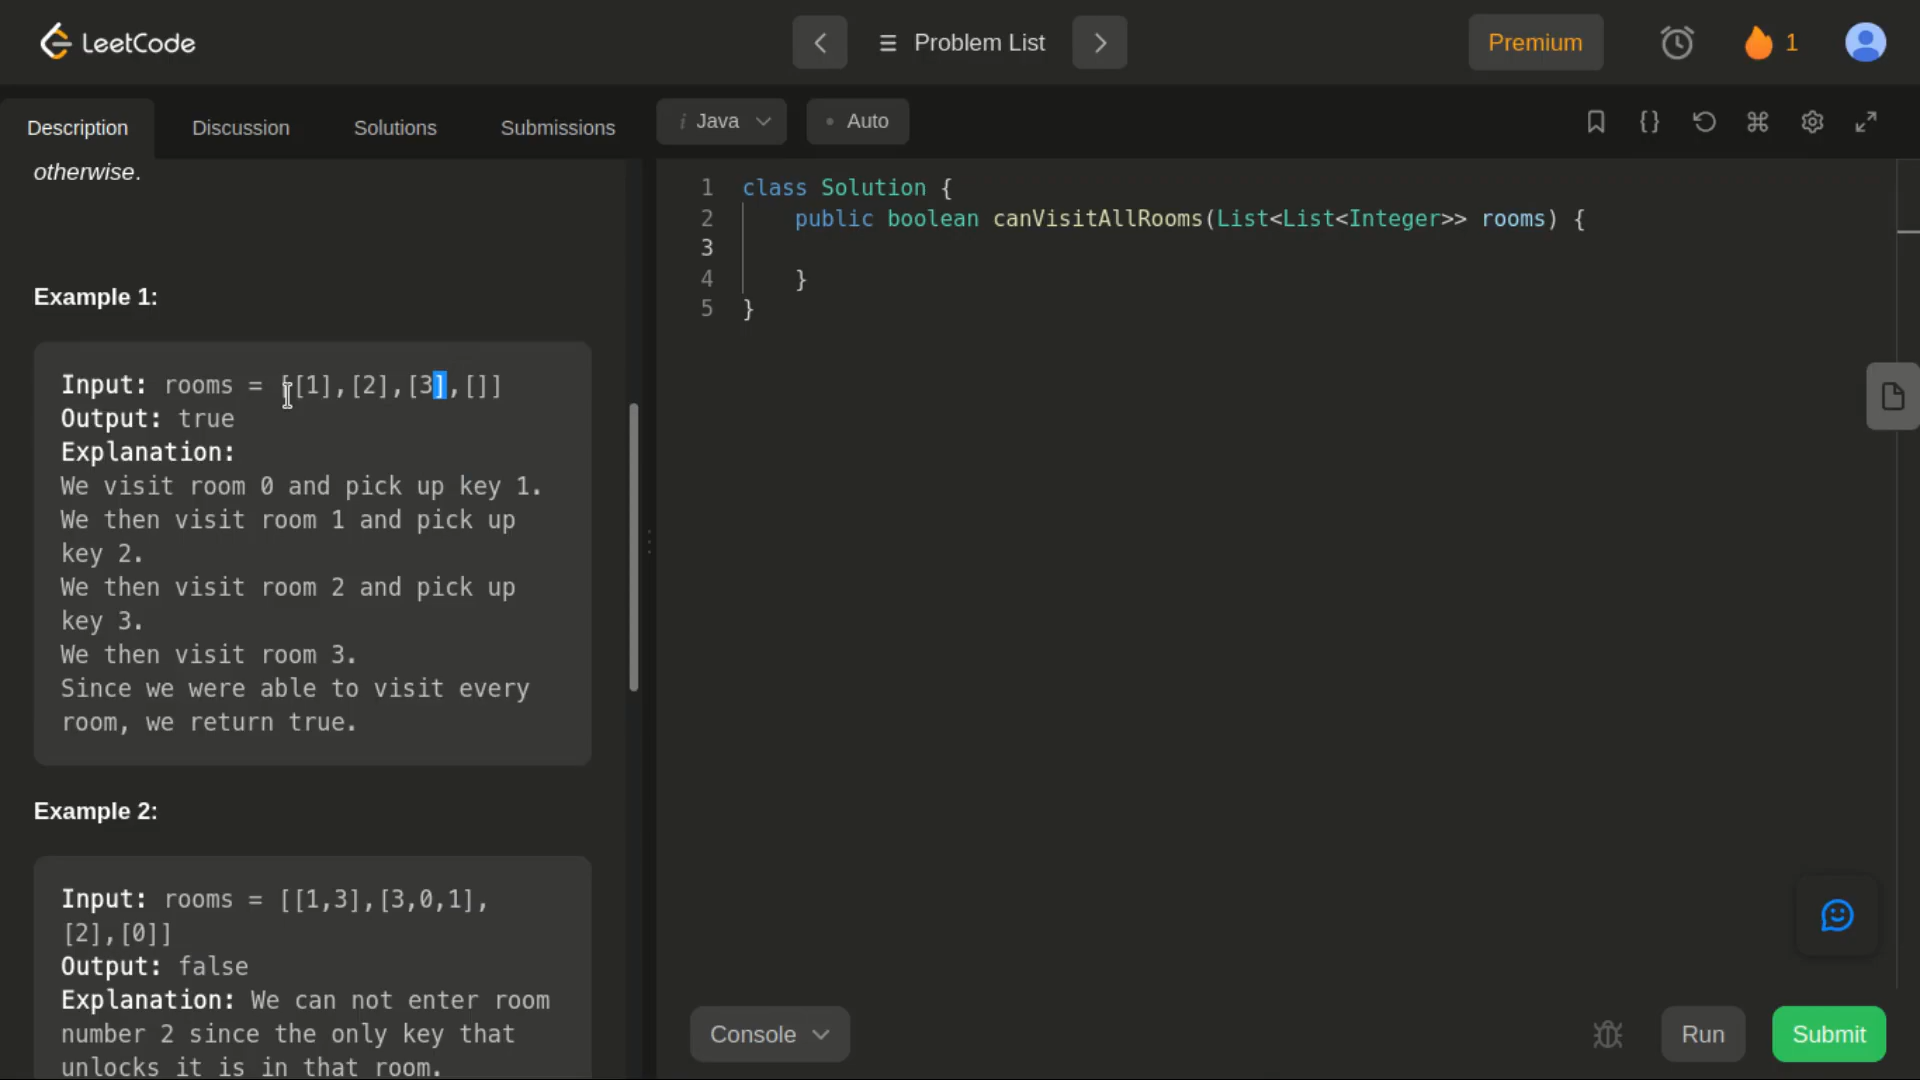 LeetCode
Problem List
Premium
1
Description
Discussion
Solutions
Submissions
Java
Auto
otherwise.
Example 1:
Input: rooms = [[1],[2],[3],[]]
Output: true
Explanation:
We visit room 0 and pick up key 1.
We then visit room 1 and pick up
key 2.
We then visit room 2 and pick up
key 3.
We then visit room 3.
Since we were able to visit every
room, we return true.
Example 2:
Input: rooms = [[1,3],[3,0,1],
[2],[0]]
Output: false
Explanation: We can not enter room
number 2 since the only key that
unlocks it is in that room.
1 class Solution {
2 public boolean canVisitAllRooms(List<List<Integer>> rooms) {
3
4 }
5 }
Console
Run
Submit